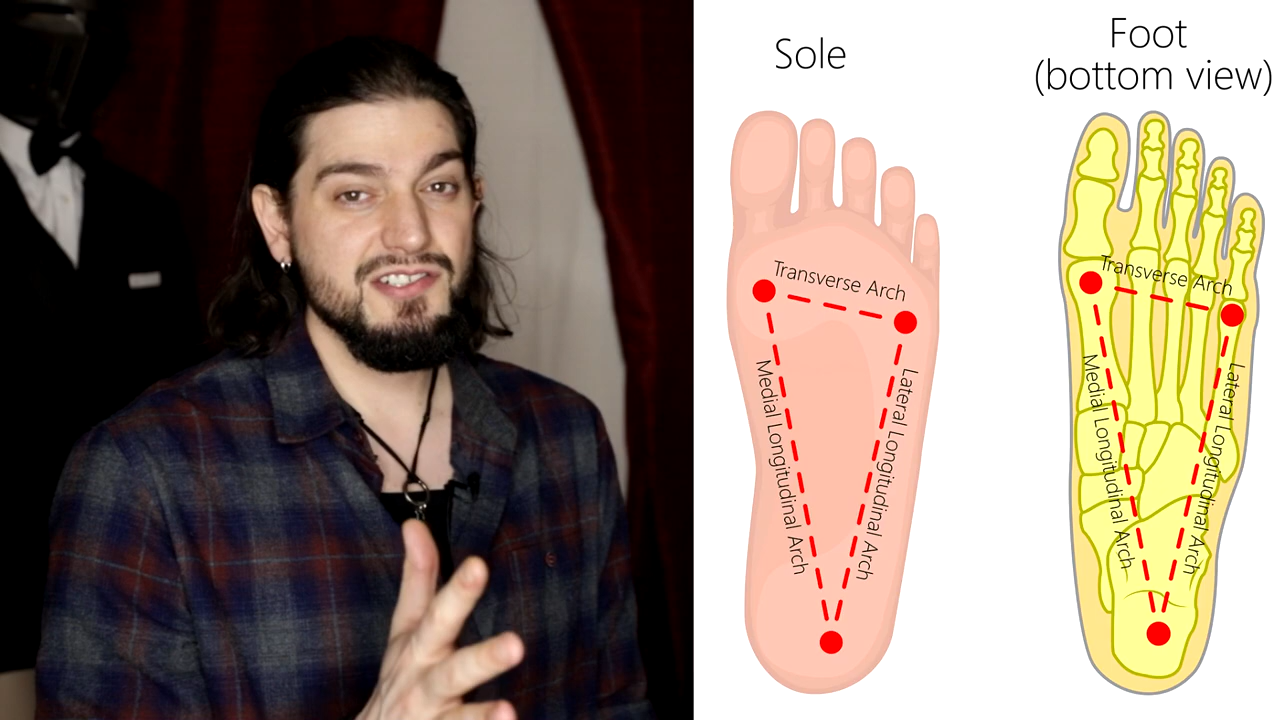 Sole
Transverse Arch
Medial Longitudinal Arch
Lateral Longitudinal Arch
Foot
(bottom view)
Transverse Arch
Medial Longitudinal Arch
Lateral Longitudinal Arch